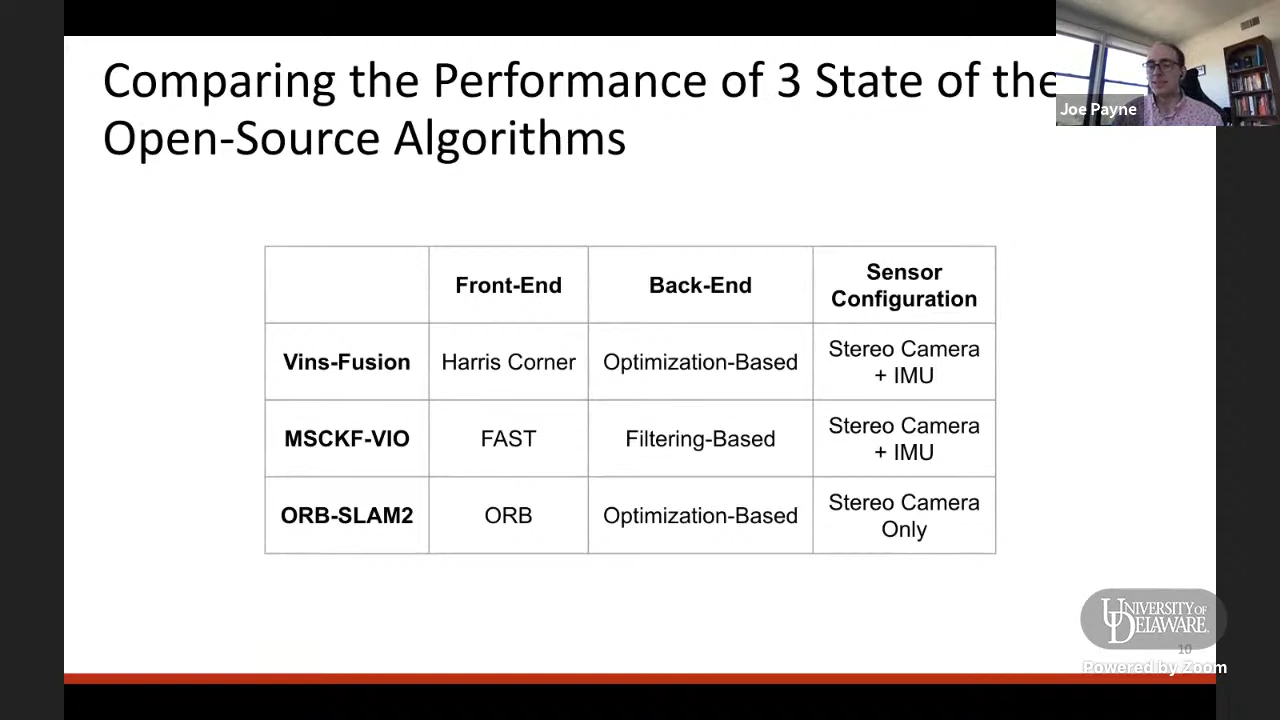 Comparing the Performance of 3 State of the
Open-Source Algorithms
Joe Payne
Front-End
Back-End
Sensor
Configuration
Vins-Fusion
Harris Corner
Optimization-Based
Stereo Camera
+ IMU
MSCKF-VIO
FAST
Filtering-Based
Stereo Camera
+ IMU
ORB-SLAM2
ORB
Optimization-Based
Stereo Camera
Only
UNIVERSITY OF
DELAWARE
10
Powered by Zoom